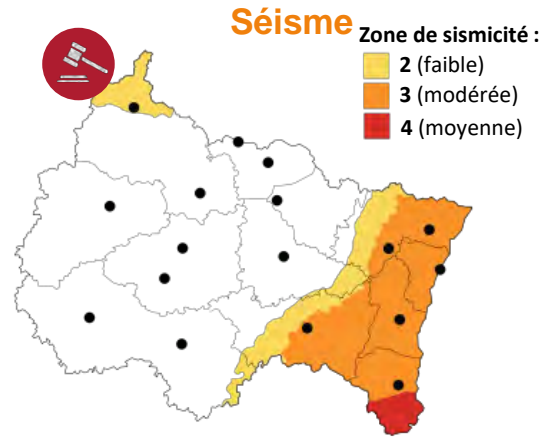 Séisme
Zone de sismicité :
2 (faible)
3 (modérée)
4 (moyenne)